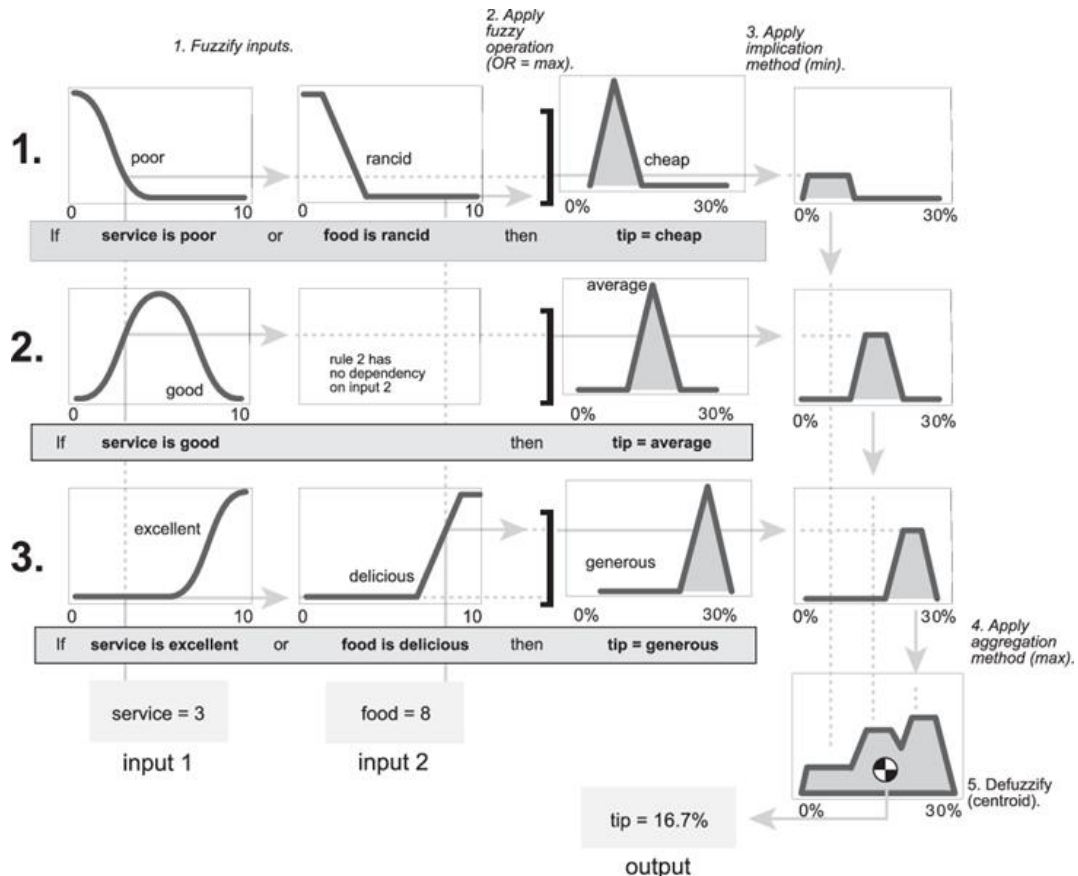 1. Fuzzify inputs.
2. Apply
fuzzy
operation
(OR = max).
3. Apply
implication
method (min).
1.
poor
0
10
rancid
0
10
cheap
0%
30%
0%
30%
If service is poor or food is rancid then tip = cheap
2.
good
0
10
rule 2 has
no dependency
on input 2
average
0%
30%
0%
30%
If service is good then tip = average
3.
excellent
0
10
delicious
0
10
generous
0%
30%
0%
30%
If service is excellent or food is delicious then tip = generous
4. Apply
aggregation
method (max).
service = 3
input 1
food = 8
input 2
0%
30%
5. Defuzzify
(centroid).
tip = 16.7%
output